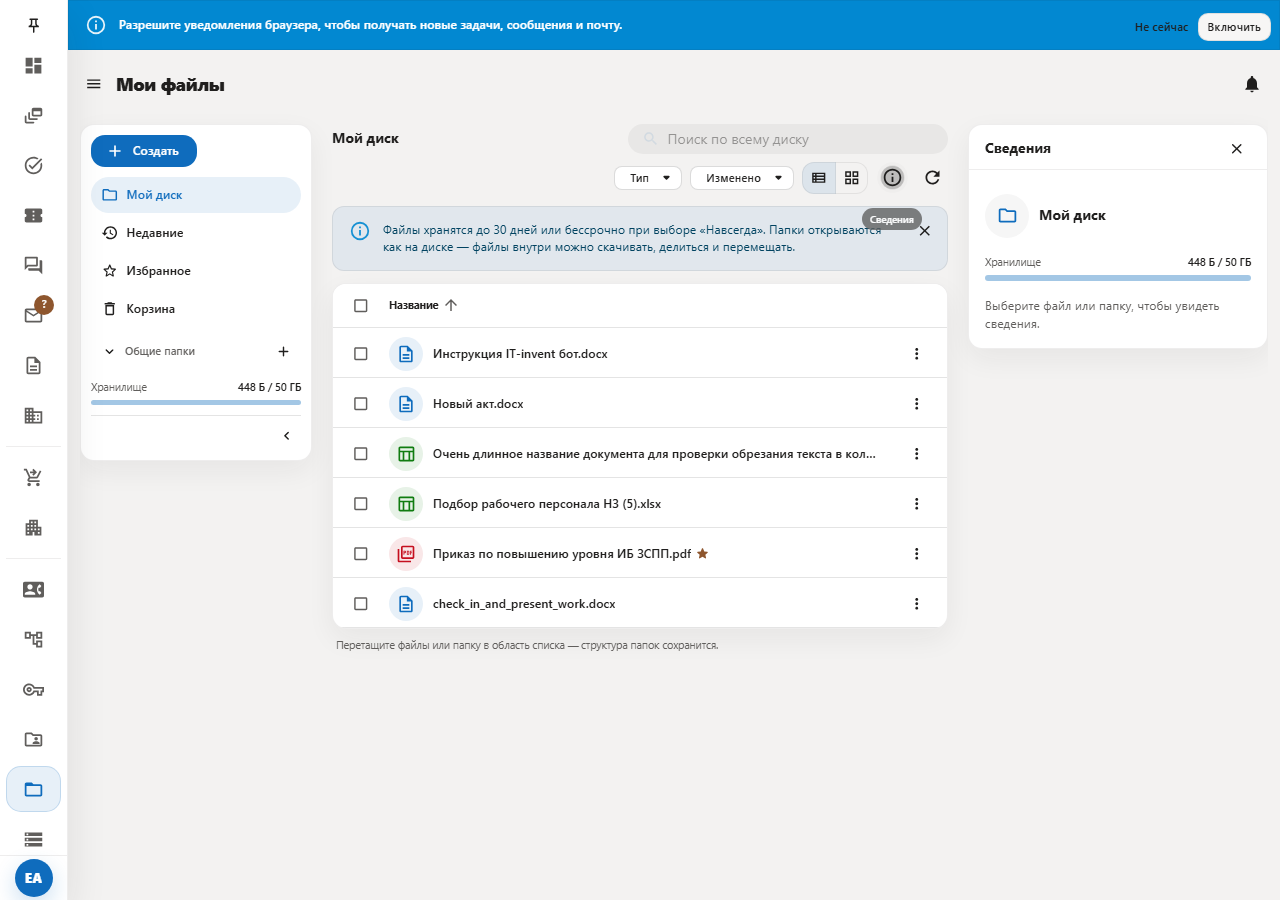 Разрешите уведомления браузера, чтобы получать новые задачи, сообщения и почту.
Не сейчас
Включить
Мои файлы
?
EA
Создать
Мой диск
Недавние
Избранное
Корзина
Общие папки
Хранилище
448 Б / 50 ГБ
Мой диск
Поиск по всему диску
Тип
Изменено
Сведения
Файлы хранятся до 30 дней или бессрочно при выборе «Навсегда». Папки открываются
как на диске — файлы внутри можно скачивать, делиться и перемещать.
Название
Инструкция IT-invent бот.docx
Новый акт.docx
Очень длинное название документа для проверки обрезания текста в кол...
Подбор рабочего персонала НЗ (5).xlsx
PDF
Приказ по повышению уровня ИБ ЗСПП.pdf
check_in_and_present_work.docx
Перетащите файлы или папку в область списка — структура папок сохранится.
Сведения
Мой диск
Хранилище
448 Б / 50 ГБ
Выберите файл или папку, чтобы увидеть
сведения.